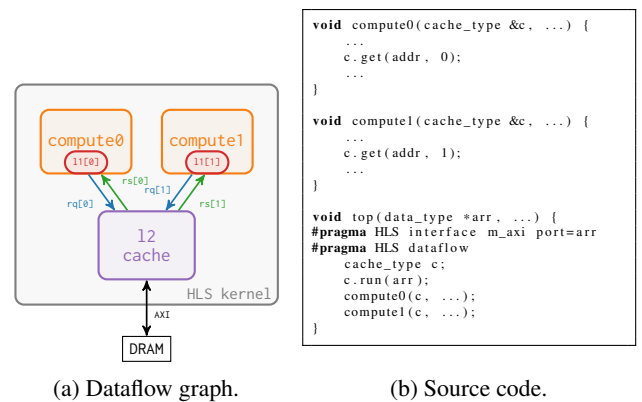 compute0
l1[0]
compute1
l1[1]
rs[0]
rq[1]
rq[0]
rs[1]
l2
cache
HLS kernel
AXI
DRAM
(a) Dataflow graph.
void compute0(cache_type &c, ...) {
...
c.get(addr, 0);
...
}
void compute1(cache_type &c, ...) {
...
c.get(addr, 1);
...
}
void top(data_type *arr, ...) {
#pragma HLS interface m_axi port=arr
#pragma HLS dataflow
cache_type c;
c.run(arr);
compute0(c, ...);
compute1(c, ...);
}
(b) Source code.